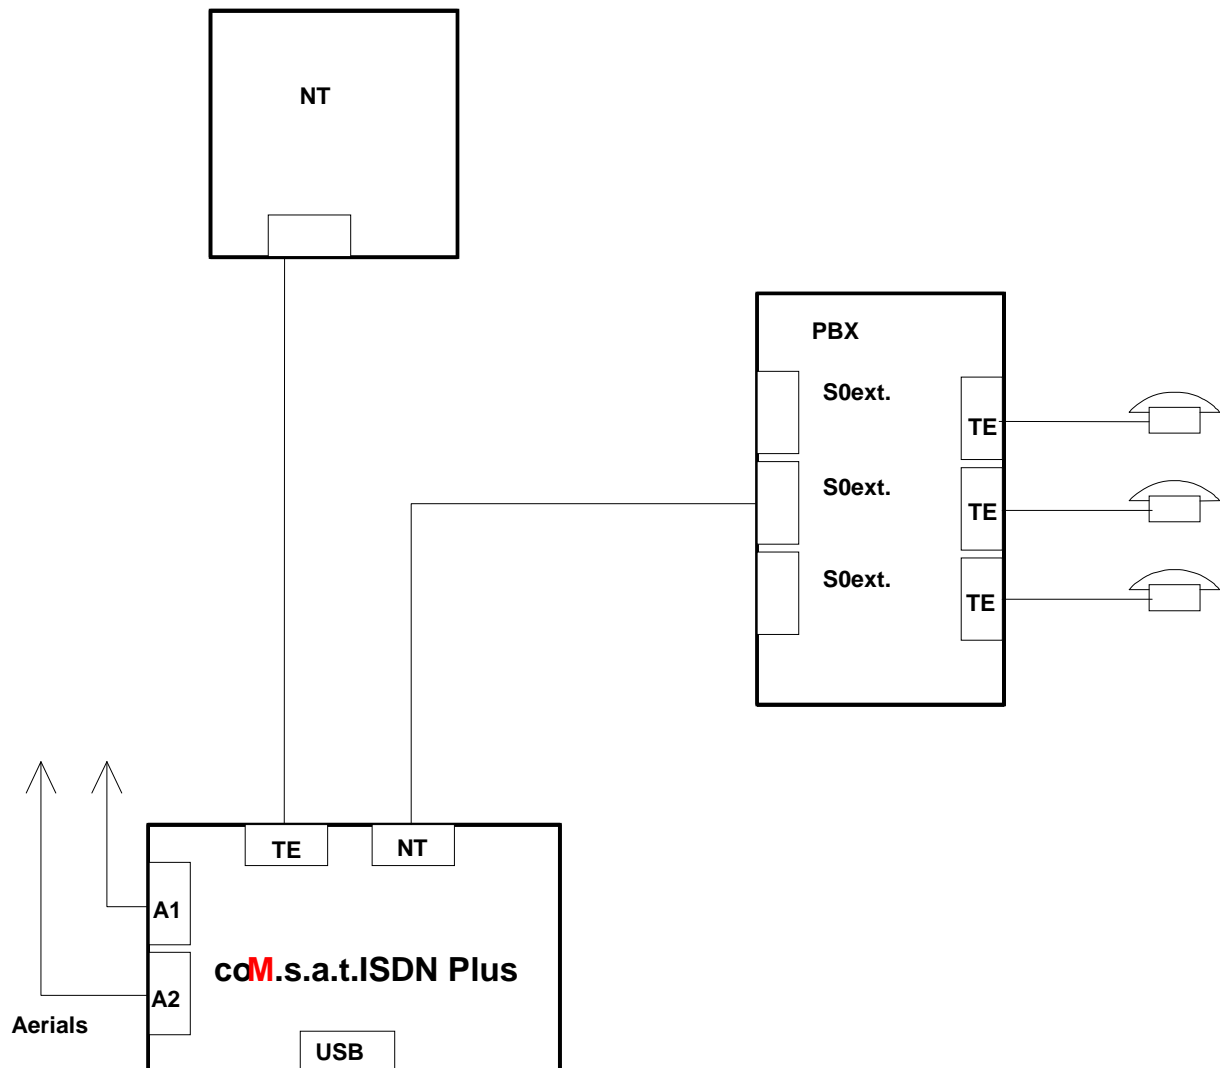 NT
PBX
S0ext.
TE
S0ext.
TE
S0ext.
TE
TE
NT
A1
coM.s.a.t.ISDN Plus
A2
Aerials
USB